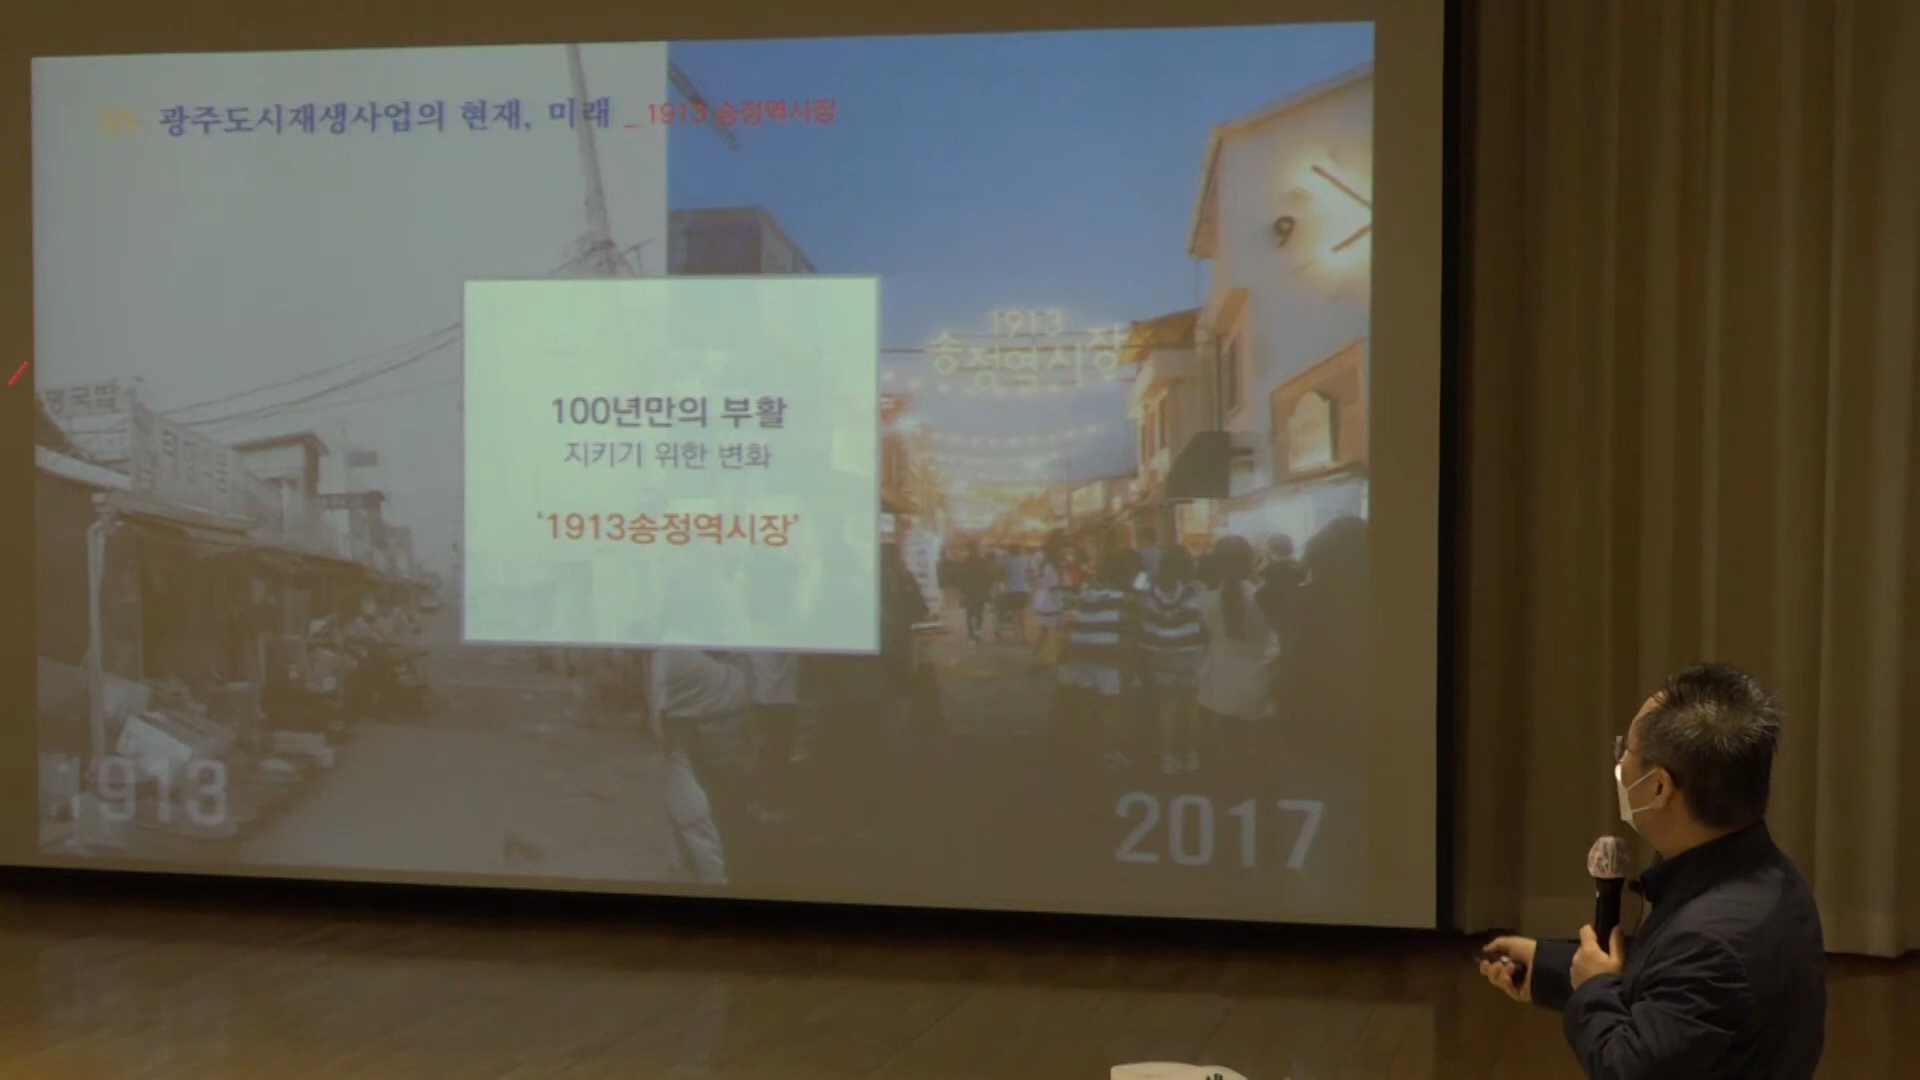 광주도시재생사업의 현재, 미래 _ 1913 송정역시장
1913
송정역시장
9
100년만의 부활
지키기 위한 변화
‘1913송정역시장’
1913
2017